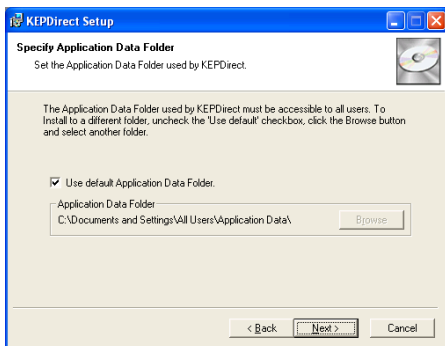 KEPDirect Setup
Specify Application Data Folder
Set the Application Data Folder used by KEPDirect.
The Application Data Folder used by KEPDirect must be accessible to all users. To
Install to a different folder, uncheck the 'Use default' checkbox, click the Browse button
and select another folder.
Use default Application Data Folder.
Application Data Folder
C:\Documents and Settings\All Users\Application Data\
Browse
< Back
Next >
Cancel